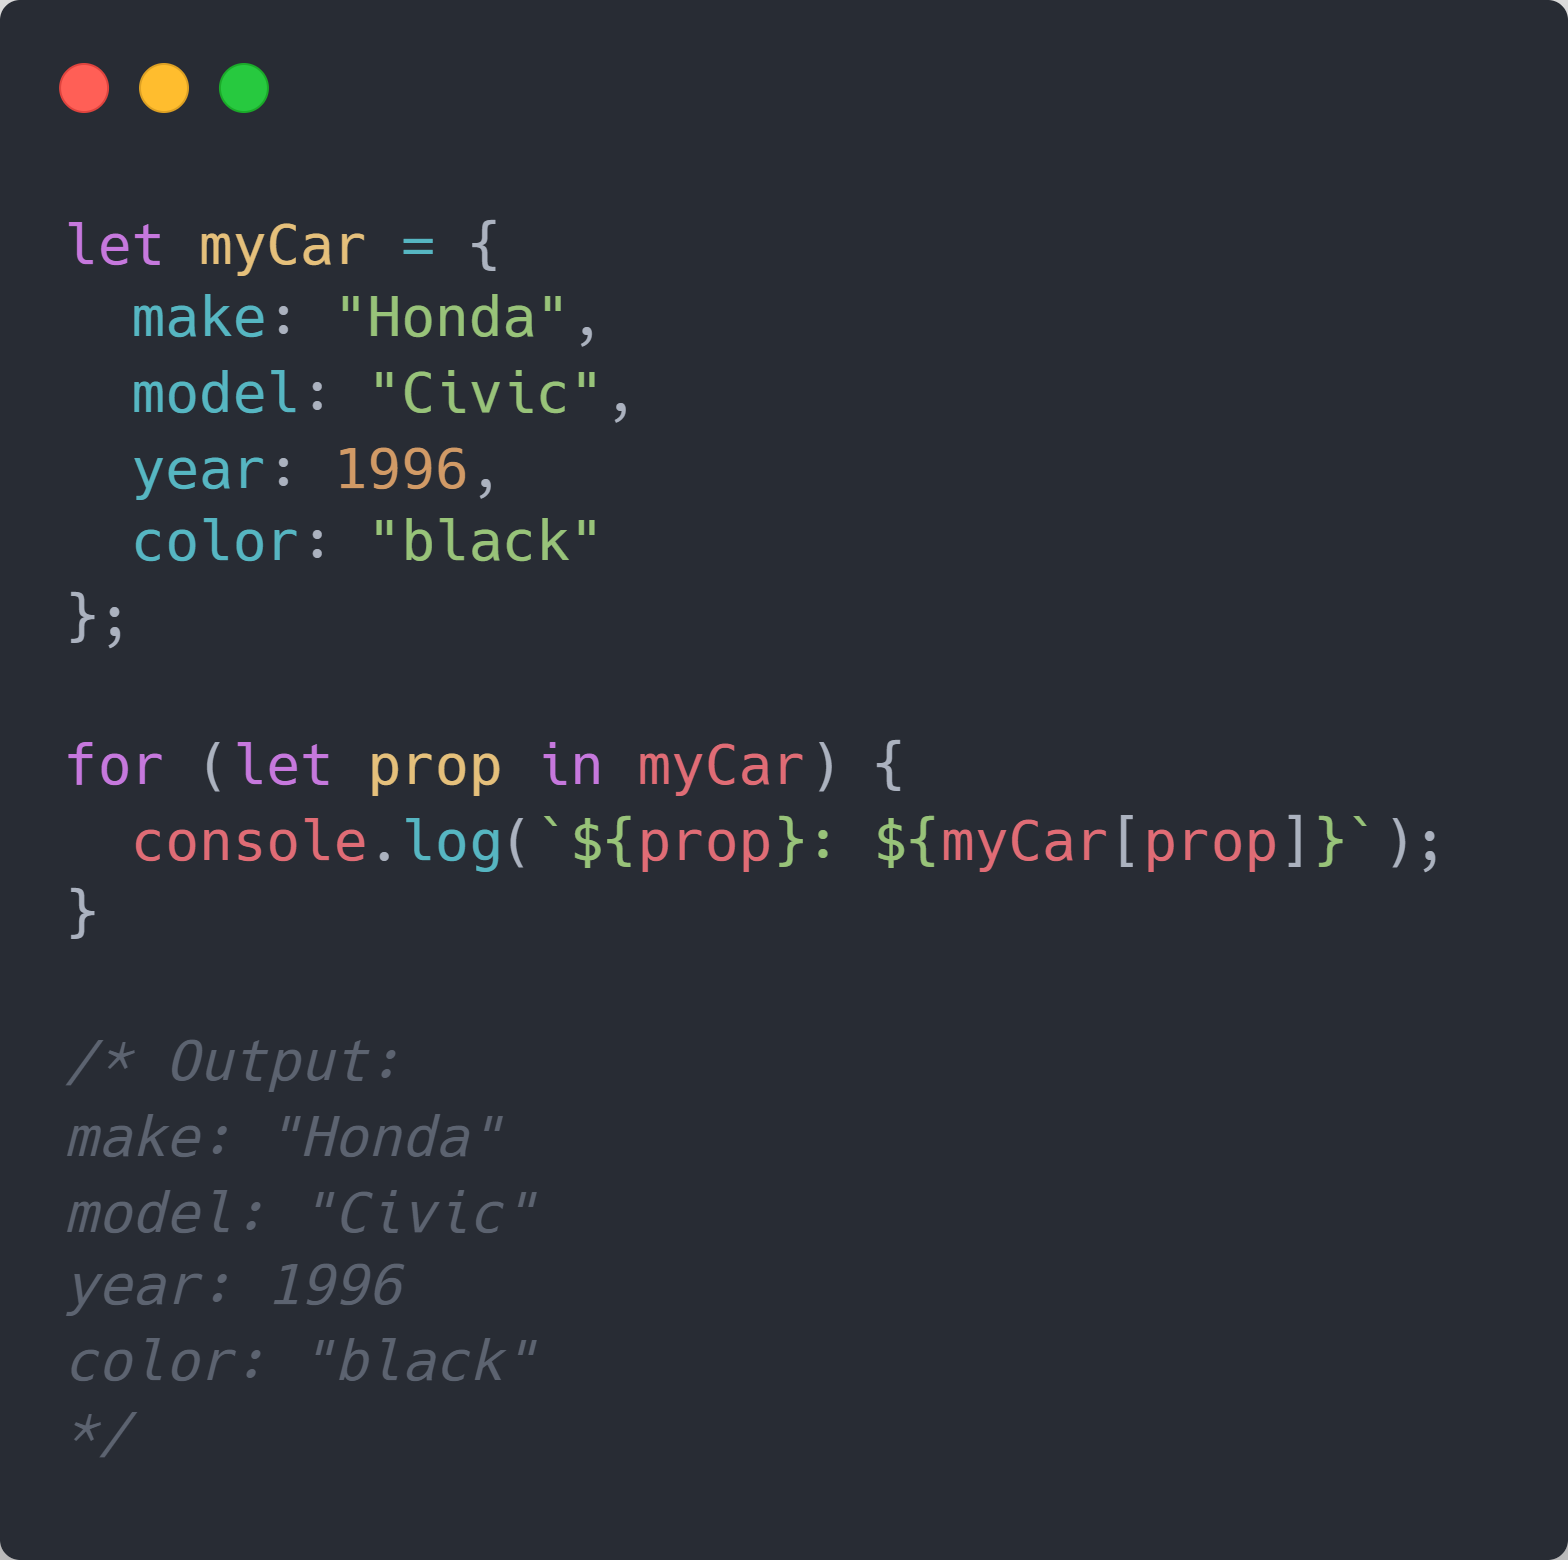 let myCar = {
  make: "Honda",
  model: "Civic",
  year: 1996,
  color: "black"
};

for (let prop in myCar) {
  console.log(`${prop}: ${myCar[prop]}`);
}

/* Output:
make: "Honda"
model: "Civic"
year: 1996
color: "black"
*/